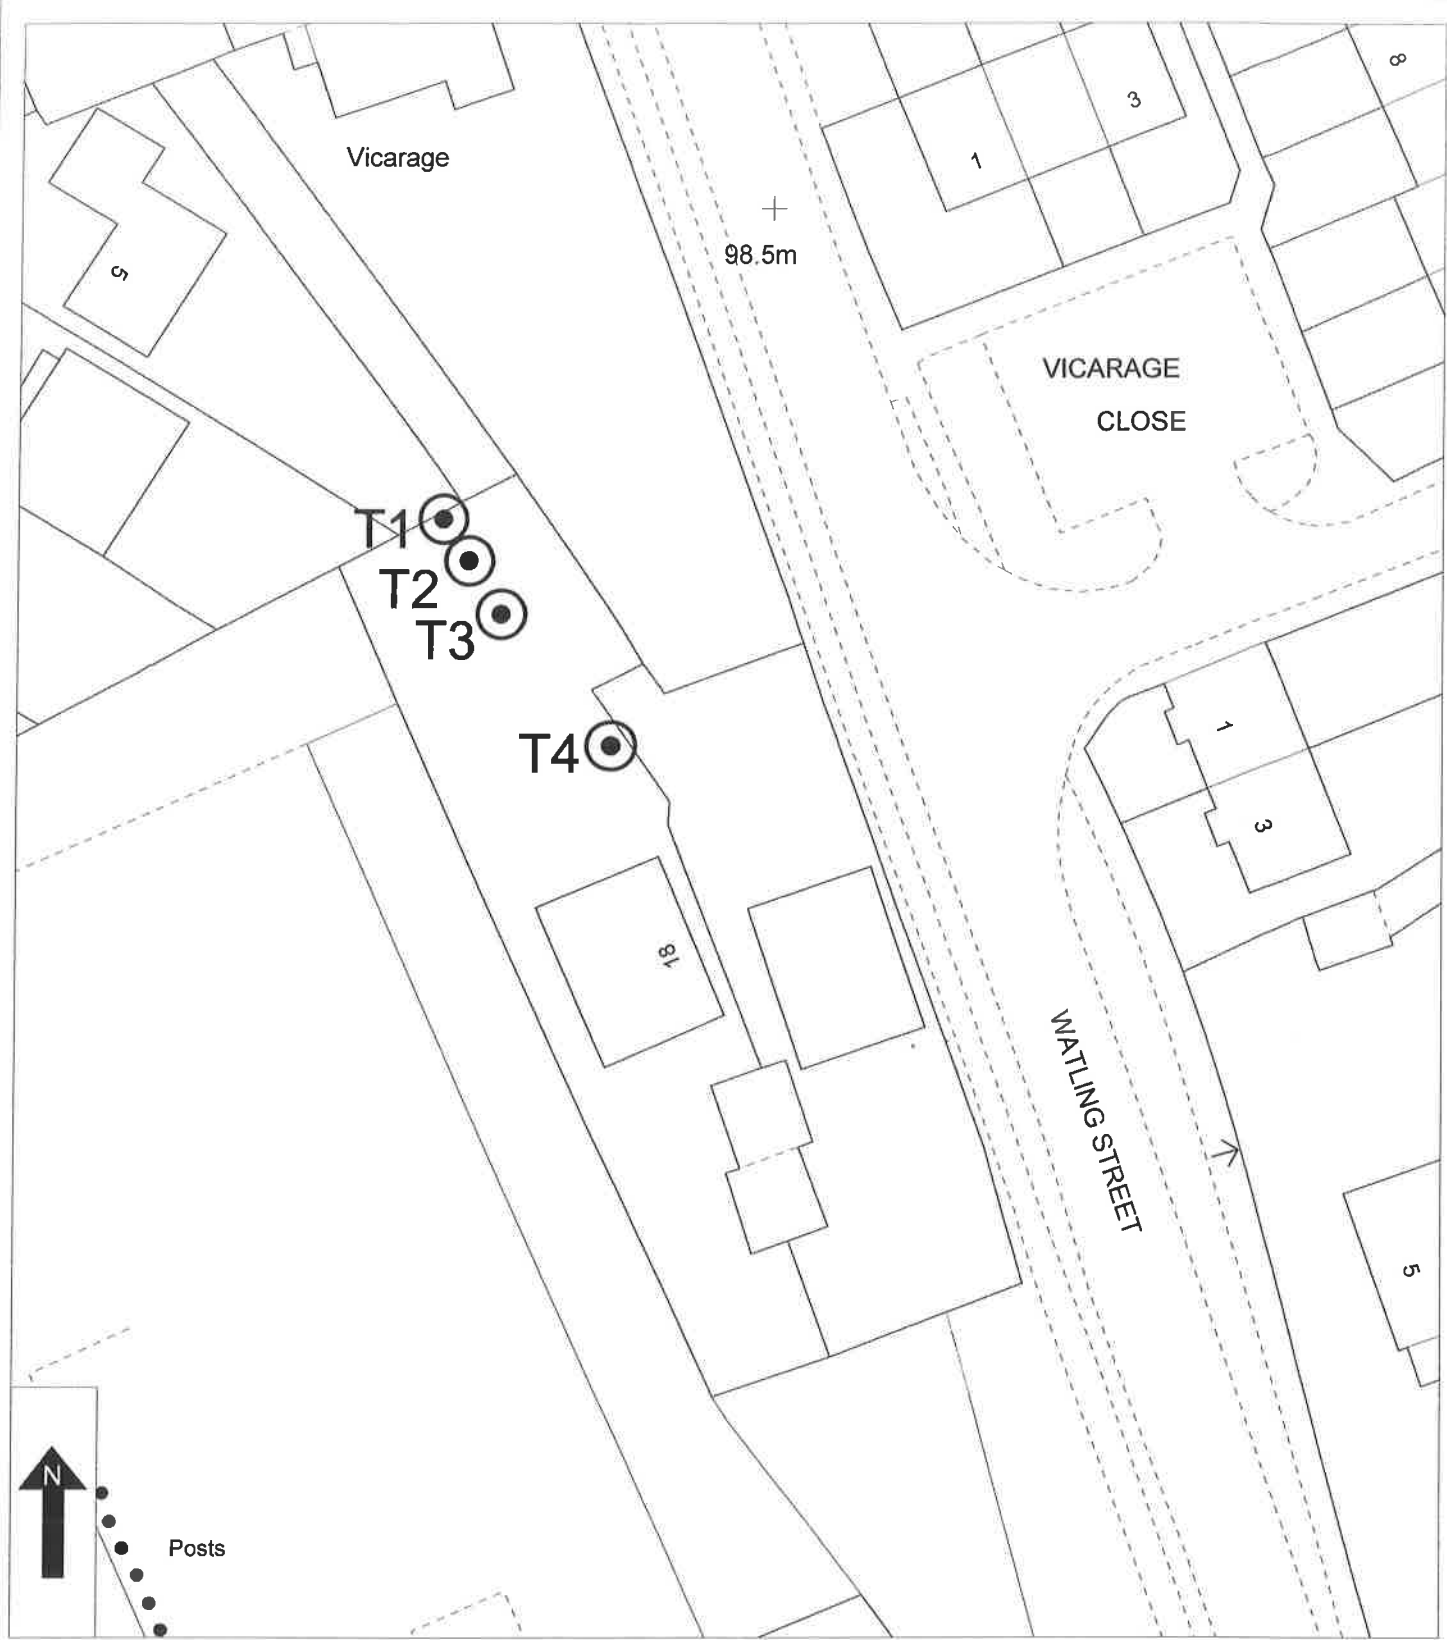 8
3
1
Vicarage
98.5m
5
VICARAGE
CLOSE
T1
T2
T3
1
T4
3
18
WATLING STREET
5
N
Posts